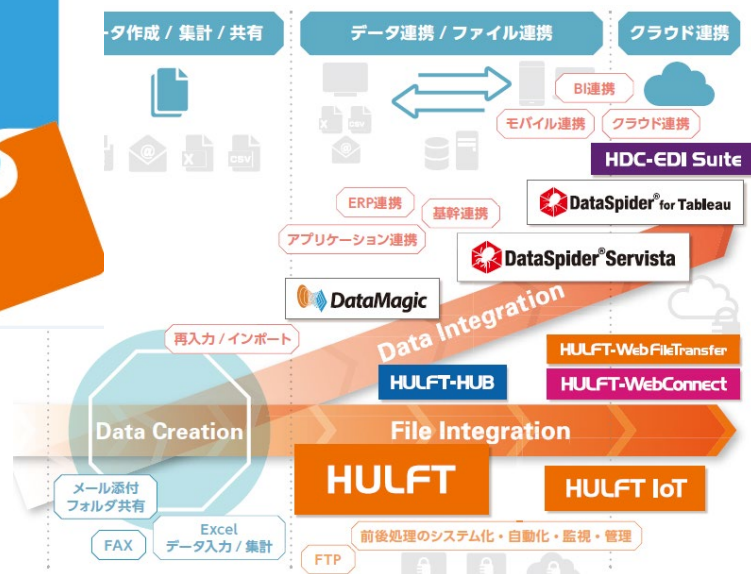 ータ作成 / 集計 / 共有
データ連携 / ファイル連携
クラウド連携
BI連携
モバイル連携
クラウド連携
HDC-EDI Suite
@
X
CSV
X
CSV
@
ERP連携
基幹連携
DataSpider® for Tableau
アプリケーション連携
DataSpider® Servista
DataMagic
Data Integration
再入力 / インポート
HULFT-WebFileTransfer
HULFT-HUB
HULFT-WebConnect
Data Creation
File Integration
HULFT
HULFT IoT
メール添付
フォルダ共有
FAX
Excel
データ入力 / 集計
前後処理のシステム化・自動化・監視・管理
FTP